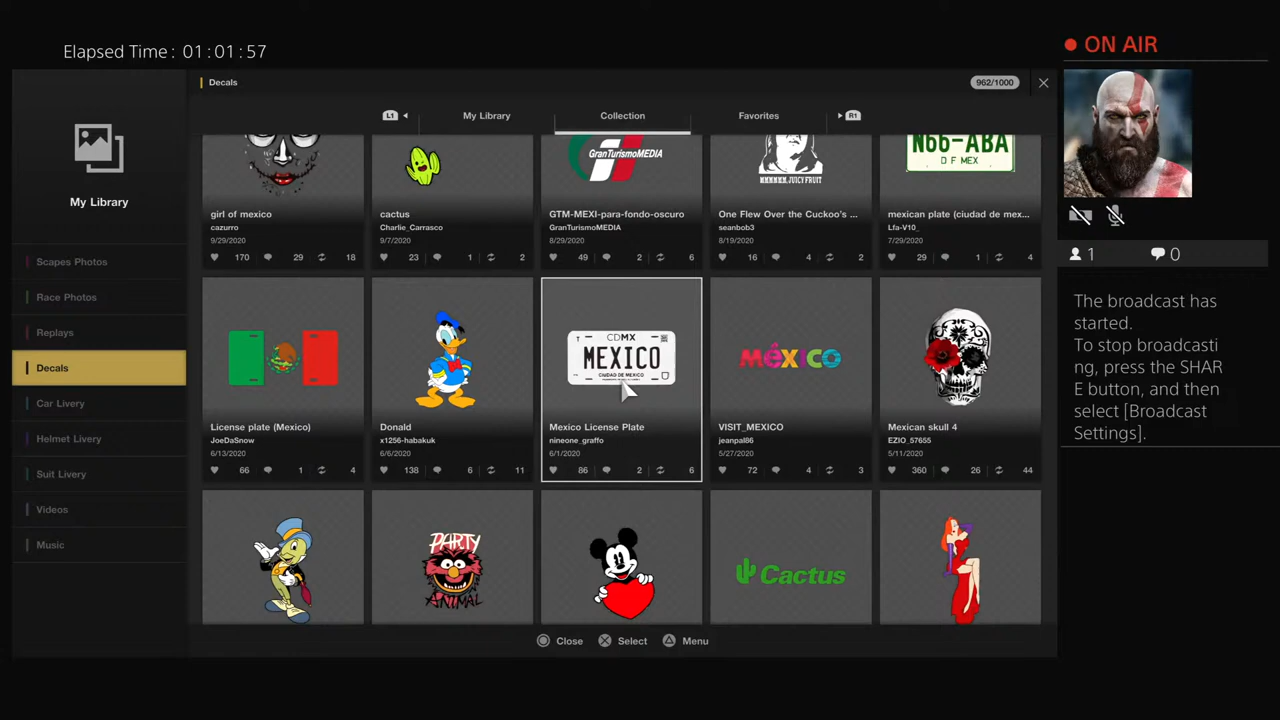 Elapsed Time: 01:01:57
ON AIR
Decals
962/1000
L1
My Library
Collection
Favorites
R1
My Library
GranTurismoMEDIA
MMMMM, JUICY FRUIT
N66-ABA
D F MEX
girl of mexico
cazurro
9/29/2020
170 29 18
cactus
Charlie_Carrasco
9/7/2020
23 1 2
GTM-MEXI-para-fondo-oscuro
GranTurismoMEDIA
8/29/2020
49 2 6
One Flew Over the Cuckoo's ...
seanbob3
8/19/2020
16 4 2
mexican plate (ciudad de mex...
Lfa-V10_
7/29/2020
29 1 4
1 0
Scapes Photos
Race Photos
Replays
Decals
Car Livery
Helmet Livery
Suit Livery
Videos
Music
The broadcast has
started.
To stop broadcasti
ng, press the SHAR
E button, and then
select [Broadcast
Settings].
CDMX
MEXICO
CIUDAD DE MEXICO
méxico
License plate (Mexico)
JoeDaSnow
6/13/2020
66 1 4
Donald
x1256-habakuk
6/6/2020
138 6 11
Mexico License Plate
nineone_graffo
6/1/2020
86 2 6
VISIT_MEXICO
jeanpal86
5/27/2020
72 4 3
Mexican skull 4
EZIO_57655
5/11/2020
360 26 44
PARTY
ANIMAL
Cactus
Close
Select
Menu